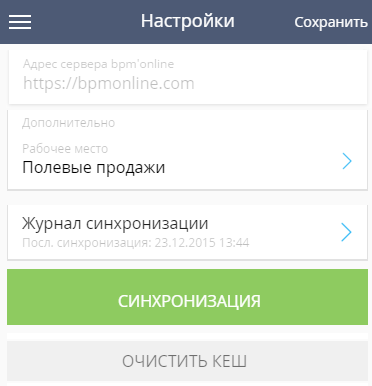 Настройки
Сохранить
Адрес сервера bpm'online
https://bpmonline.com
Дополнительно
Рабочее место
Полевые продажи
Журнал синхронизации
Посл. синхронизация: 23.12.2015 13:44
СИНХРОНИЗАЦИЯ
ОЧИСТИТЬ КЕШ